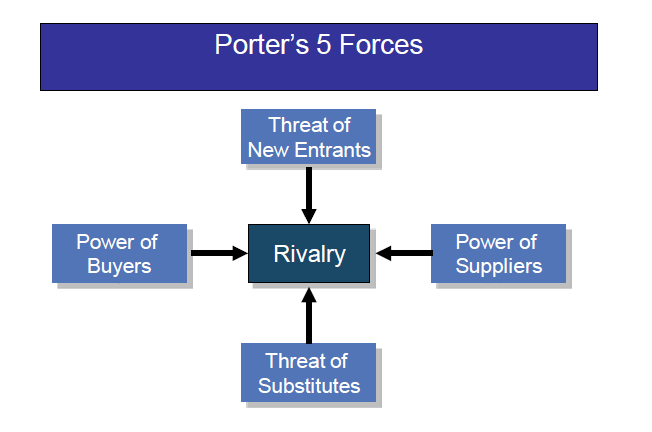 Porter’s 5 Forces
Threat of
New Entrants
Power of
Buyers
Rivalry
Power of
Suppliers
Threat of
Substitutes